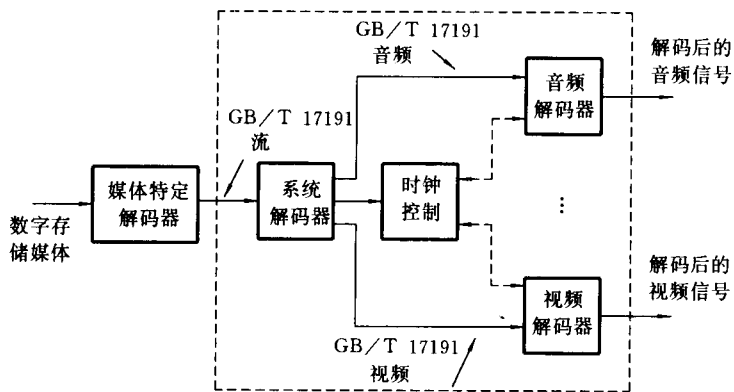 GB/T 17191
音频
解码后的
音频信号
音频
解码器
GB/T 17191
流
媒体特定
解码器
系统
解码器
时钟
控制
…
数字存
储媒体
解码后的
视频信号
视频
解码器
GB/T 17191
视频